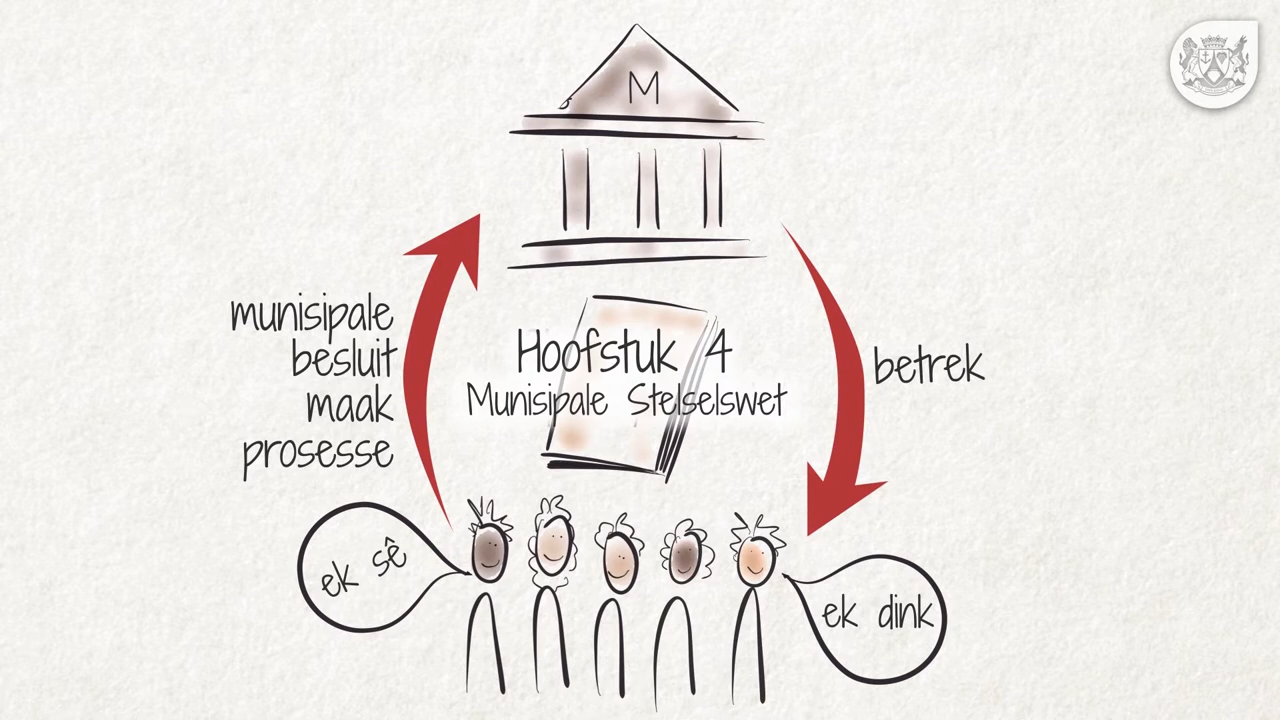 M
munisipale
besluit
maak
prosesse
Hoofstuk 4
Munisipale Stelselswet
betrek
ek sê
ek dink